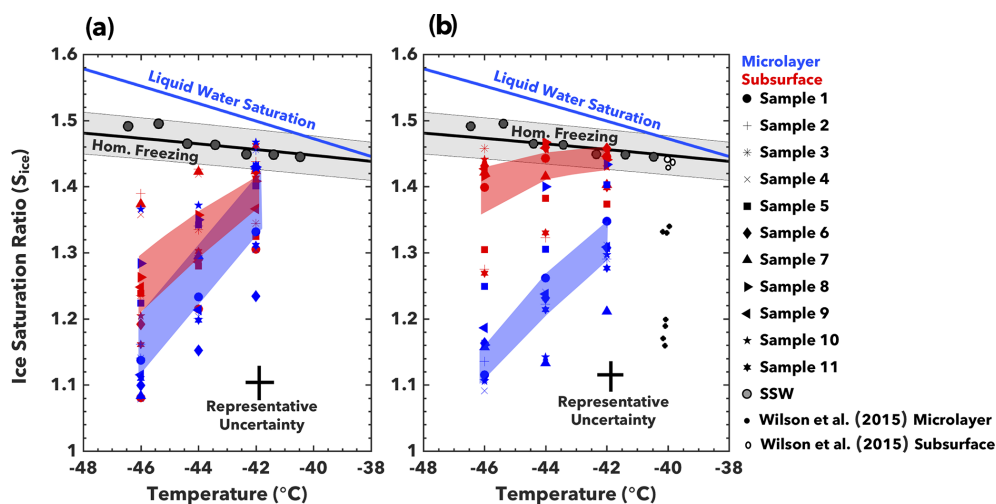 (a)
(b)
1.6
1.5
1.4
1.3
1.2
1.1
1
Ice Saturation Ratio (Sice)
Liquid Water Saturation
Hom. Freezing
Representative
Uncertainty
-48
-46
-44
-42
-40
-38
Temperature (°C)
1.6
1.5
1.4
1.3
1.2
1.1
1
Liquid Water Saturation
Hom. Freezing
Representative
Uncertainty
-48
-46
-44
-42
-40
-38
Temperature (°C)
Microlayer
Subsurface
Sample 1
Sample 2
Sample 3
Sample 4
Sample 5
Sample 6
Sample 7
Sample 8
Sample 9
Sample 10
Sample 11
SSW
Wilson et al. (2015) Microlayer
Wilson et al. (2015) Subsurface